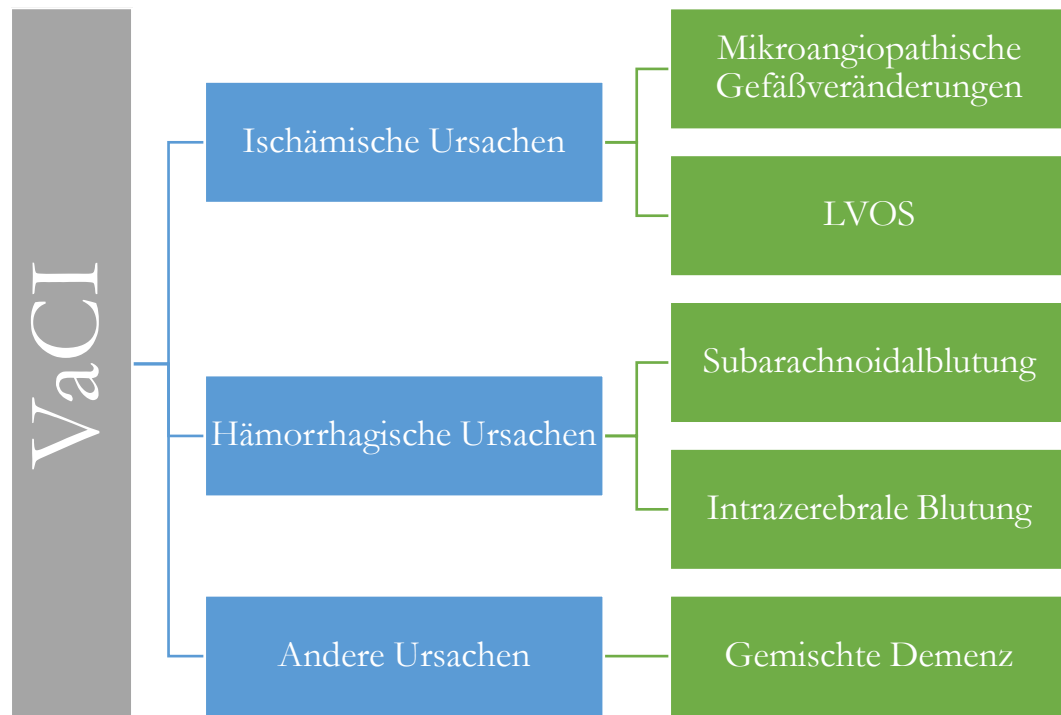 VaCI
Ischämische Ursachen
Mikroangiopathische
Gefäßveränderungen
LVOS
Hämorrhagische Ursachen
Subarachnoidalblutung
Intrazerebrale Blutung
Andere Ursachen
Gemischte Demenz